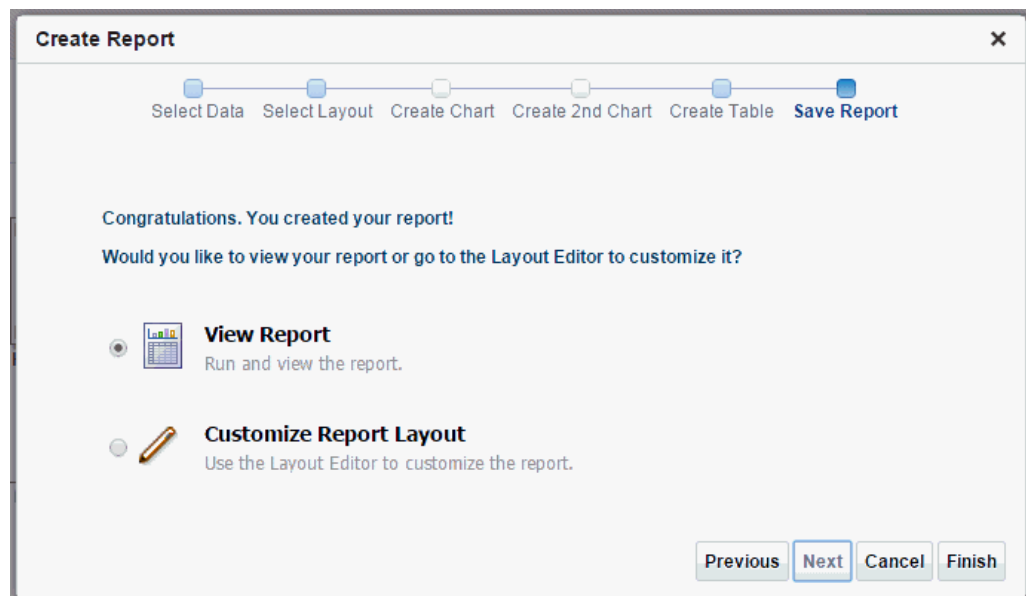 Create Report
Select Data Select Layout Create Chart Create 2nd Chart Create Table Save Report
Congratulations. You created your report!
Would you like to view your report or go to the Layout Editor to customize it?
View Report
Run and view the report.
Customize Report Layout
Use the Layout Editor to customize the report.
Previous Next Cancel Finish